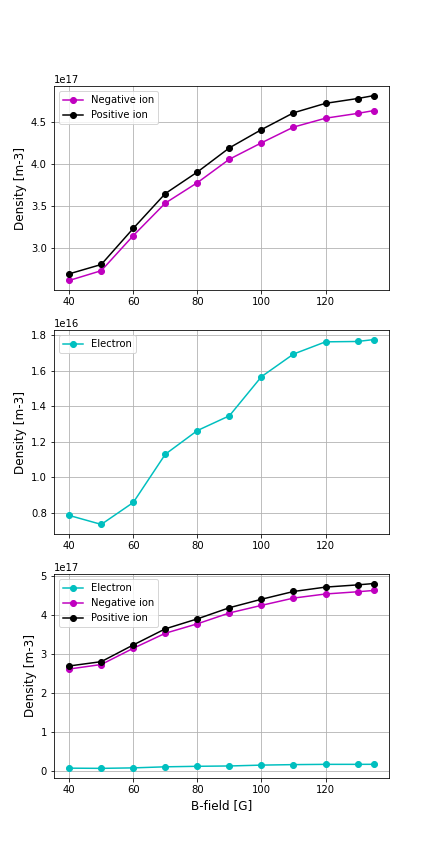 1e17
Negative ion
Positive ion
4.5
4.0
3.5
3.0
Density [m-3]
40 60 80 100 120
1e16
Electron
1.8
1.6
1.4
1.2
1.0
0.8
Density [m-3]
40 60 80 100 120
1e17
Electron
Negative ion
Positive ion
5
4
3
2
1
0
Density [m-3]
40 60 80 100 120
B-field [G]